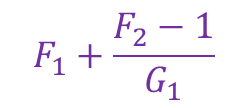 F₁ + (F₂ − 1)/G₁